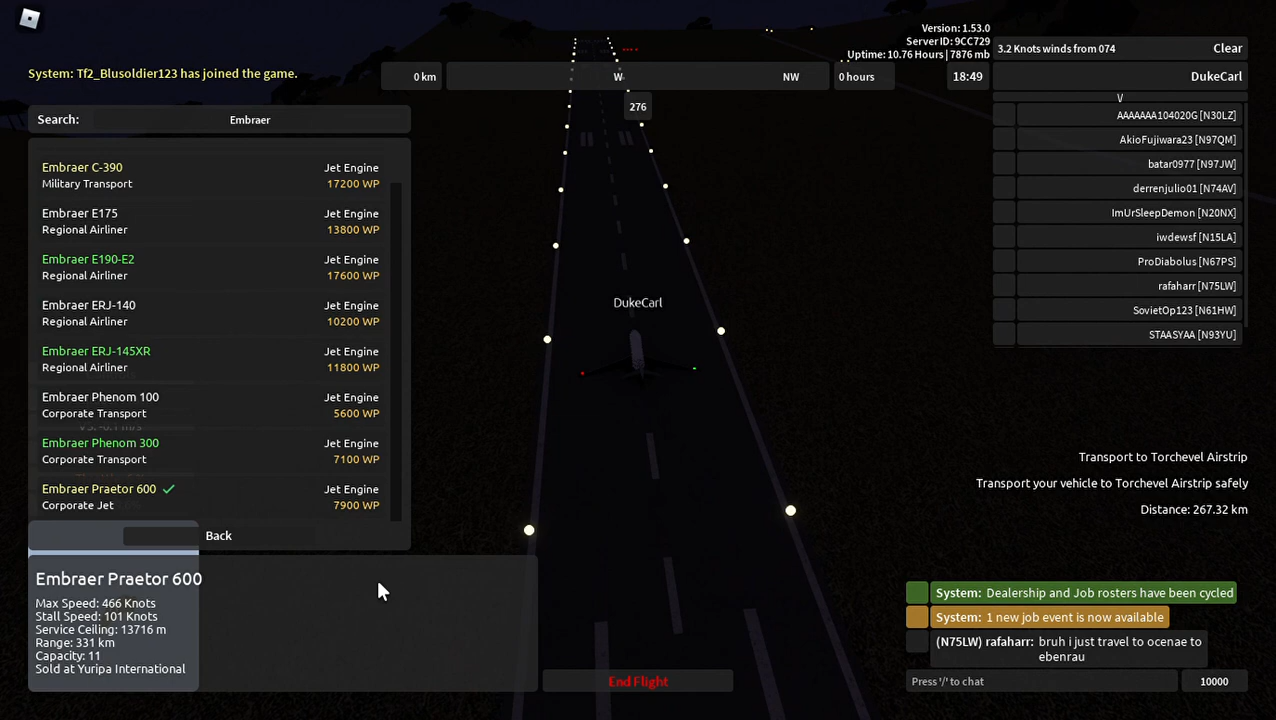 Version: 1.53.0
Server ID: 9CC729
Uptime: 10.76 Hours | 7876 mb
3.2 Knots winds from 074 Clear
System: Tf2_Blusoldier123 has joined the game.
0 km W NW 0 hours 18:49
DukeCarl
276
V
Search: Embraer
AAAAAAA104020G [N30LZ]
AkioFujiwara23 [N97QM]
batar0977 [N97JW]
derrenjulio01 [N74AV]
ImUrSleepDemon [N20NX]
iwdewsf [N15LA]
ProDiabolus [N67PS]
rafaharr [N75LW]
SovietOp123 [N61HW]
STAASYAA [N93YU]
Embraer C-390 Jet Engine
Military Transport 17200 WP
Embraer E175 Jet Engine
Regional Airliner 13800 WP
Embraer E190-E2 Jet Engine
Regional Airliner 17600 WP
Embraer ERJ-140 Jet Engine
Regional Airliner 10200 WP
Embraer ERJ-145XR Jet Engine
Regional Airliner 11800 WP
Embraer Phenom 100 Jet Engine
Corporate Transport 5600 WP
Embraer Phenom 300 Jet Engine
Corporate Transport 7100 WP
Embraer Praetor 600 ✓ Jet Engine
Corporate Jet 7900 WP
Back
DukeCarl
Transport to Torchevel Airstrip
Transport your vehicle to Torchevel Airstrip safely
Distance: 267.32 km
Embraer Praetor 600
Max Speed: 466 Knots
Stall Speed: 101 Knots
Service Ceiling: 13716 m
Range: 331 km
Capacity: 11
Sold at Yuripa International
System: Dealership and Job rosters have been cycled
System: 1 new job event is now available
(N75LW) rafaharr: bruh i just travel to ocenae to
ebenrau
End Flight
Press '/' to chat 10000